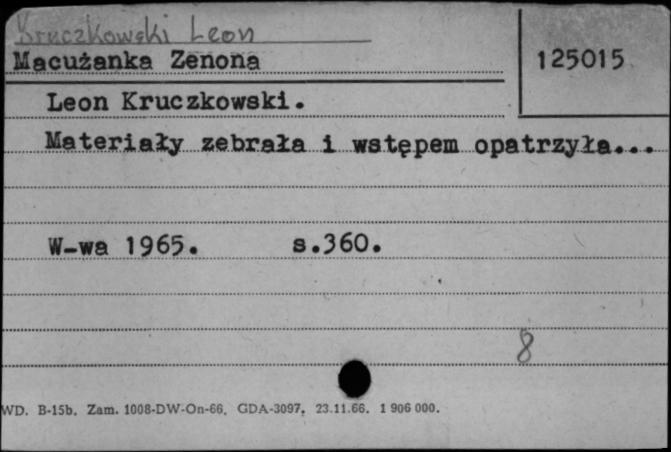 Kruczkowski Leon
Macużanka Zenona
125015
Leon Kruczkowski.
Materiały zebrała i wstępem opatrzyła...
W-wa 1965. s.360.
8
WD. B-15b. Zam. 1008-DW-On-66. GDA-3097. 23.11.66. 1 906 000.